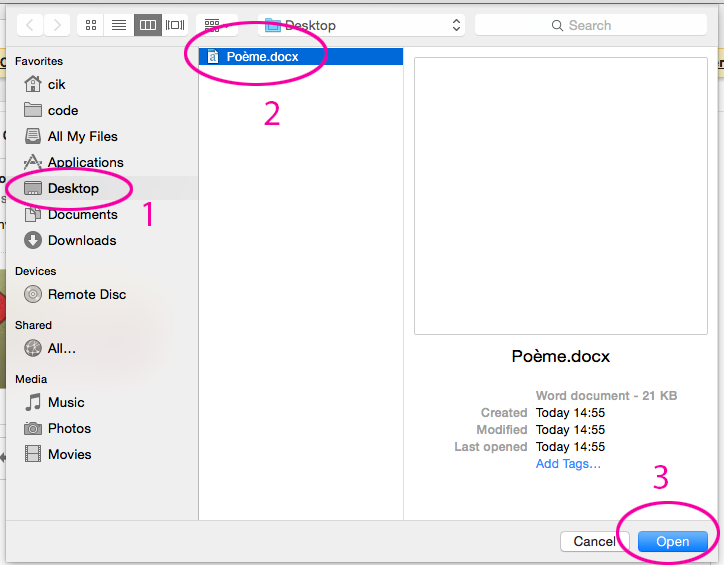 Desktop
Search
Favorites
cik
code
All My Files
Applications
Desktop
1
Documents
Downloads
Devices
Remote Disc
Shared
All...
Media
Music
Photos
Movies
Poème.docx
2
Poème.docx
Word document - 21 KB
Created Today 14:55
Modified Today 14:55
Last opened Today 14:55
Add Tags...
3
Cancel
Open